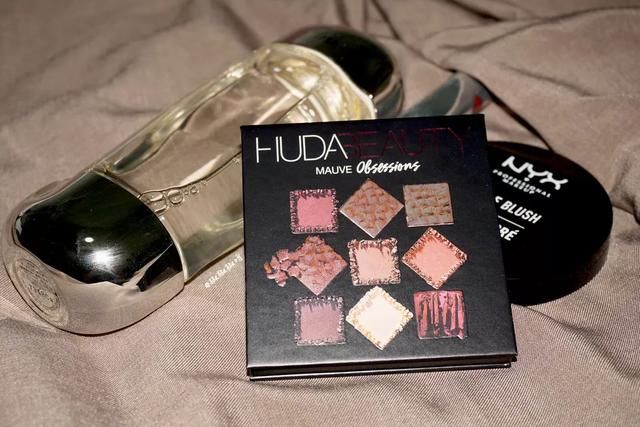 HUDABEAUTY
MAUVE Obsessions
NYX
PROFESSIONAL
BLUSH